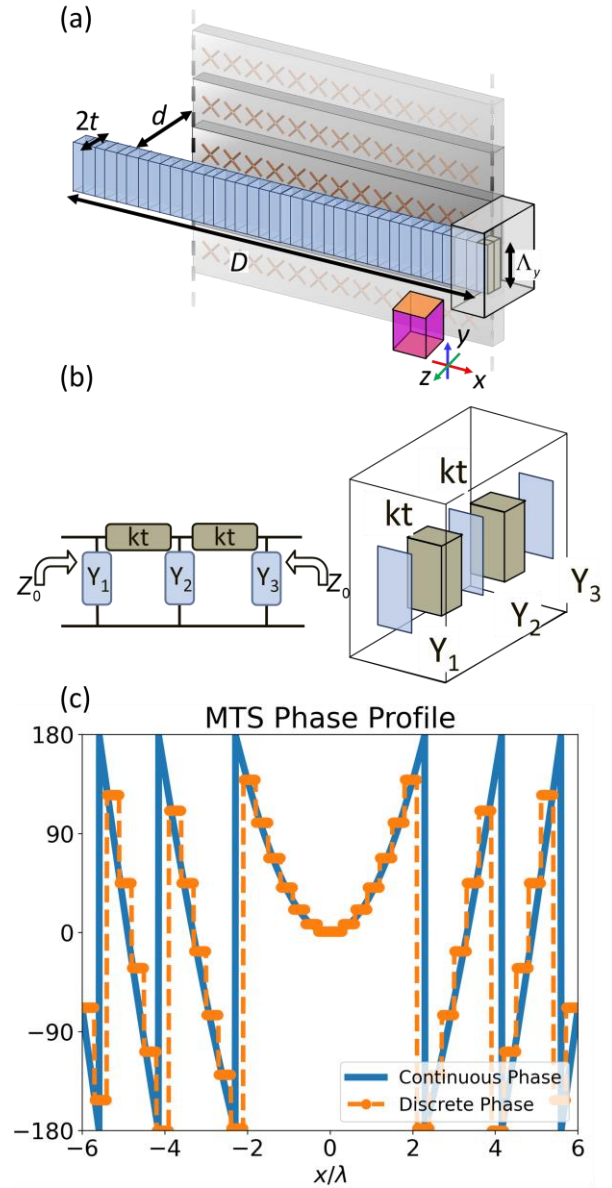 (a)
2t
d
D
Λy
y
z
x
(b)
kt
kt
Y1
Y2
Y3
Z0
Z0
kt
kt
Y1
Y2
Y3
(c)
MTS Phase Profile
180
90
0
−90
−180
Continuous Phase
Discrete Phase
−6
−4
−2
0
2
4
6
x/λ